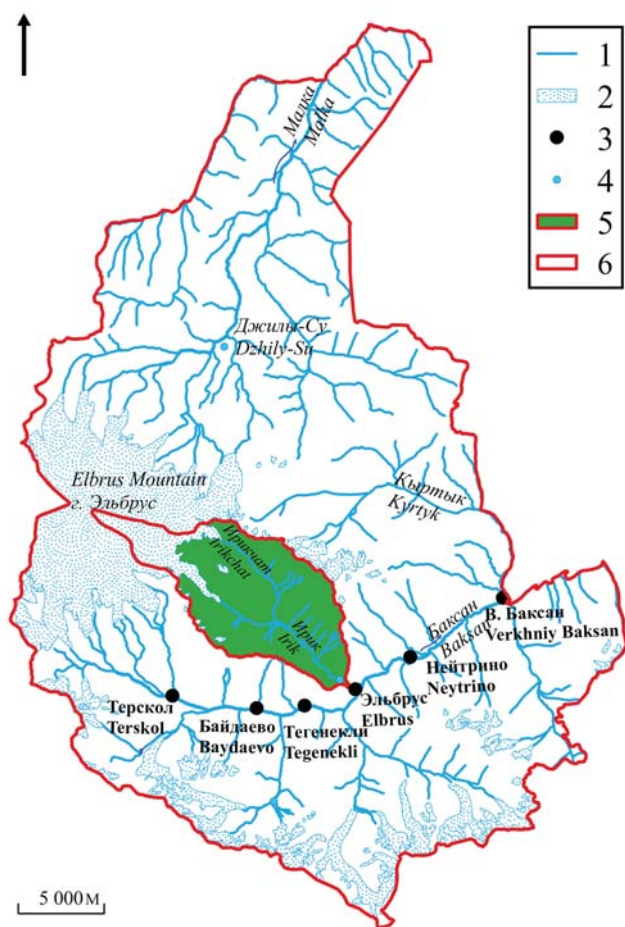 1
2
3
4
5
6
Малка
Malka
Джилы-Су
Dzhily-Su
Elbrus Mountain
г. Эльбрус
Кыртык
Kyrtyk
Ирикчат
Irikchat
Ирик
Irik
Баксан
Baksan
В. Баксан
Verkhniy Baksan
Нейтрино
Neytrino
Эльбрус
Elbrus
Терскол
Terskol
Байдаево
Baydaevo
Тегенекли
Tegenekli
5 000м